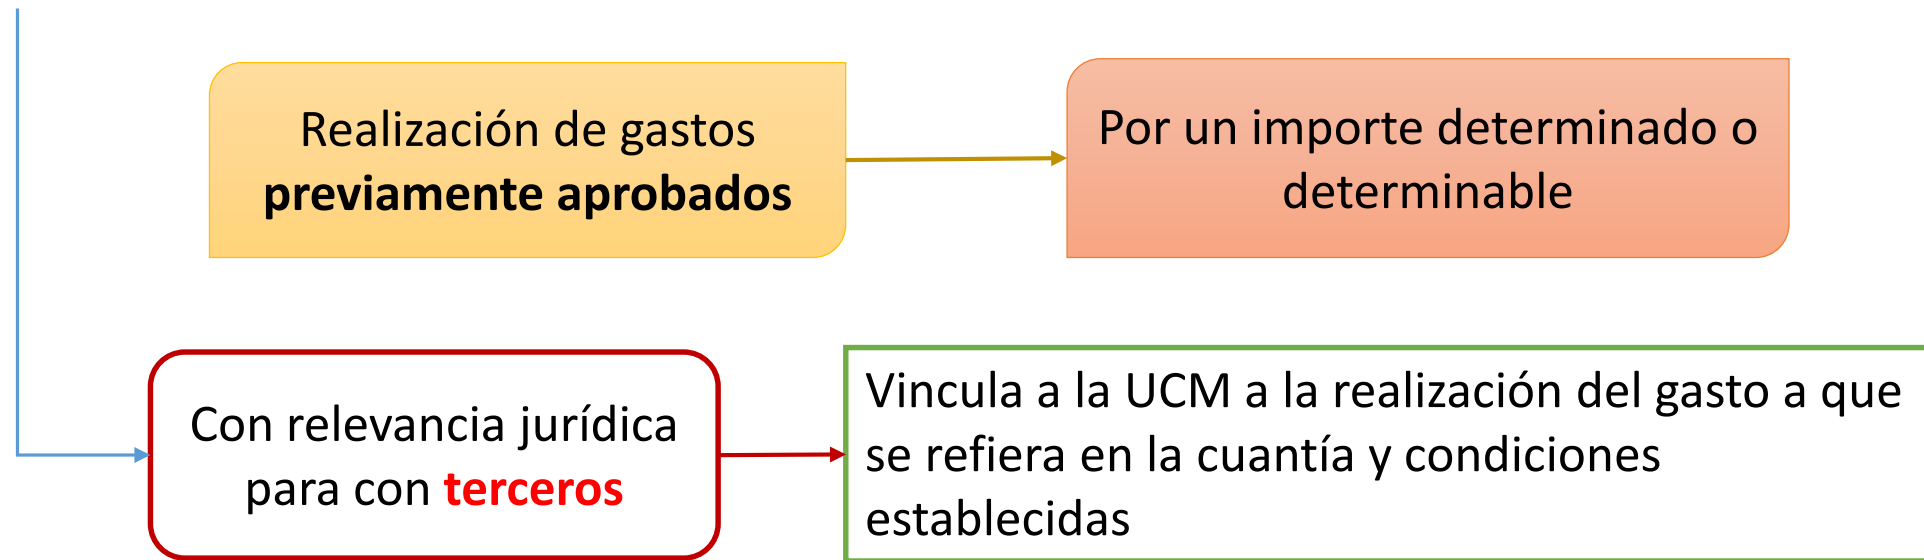 Realización de gastos
previamente aprobados
Por un importe determinado o
determinable
Con relevancia jurídica
para con terceros
Vincula a la UCM a la realización del gasto a que
se refiera en la cuantía y condiciones
establecidas